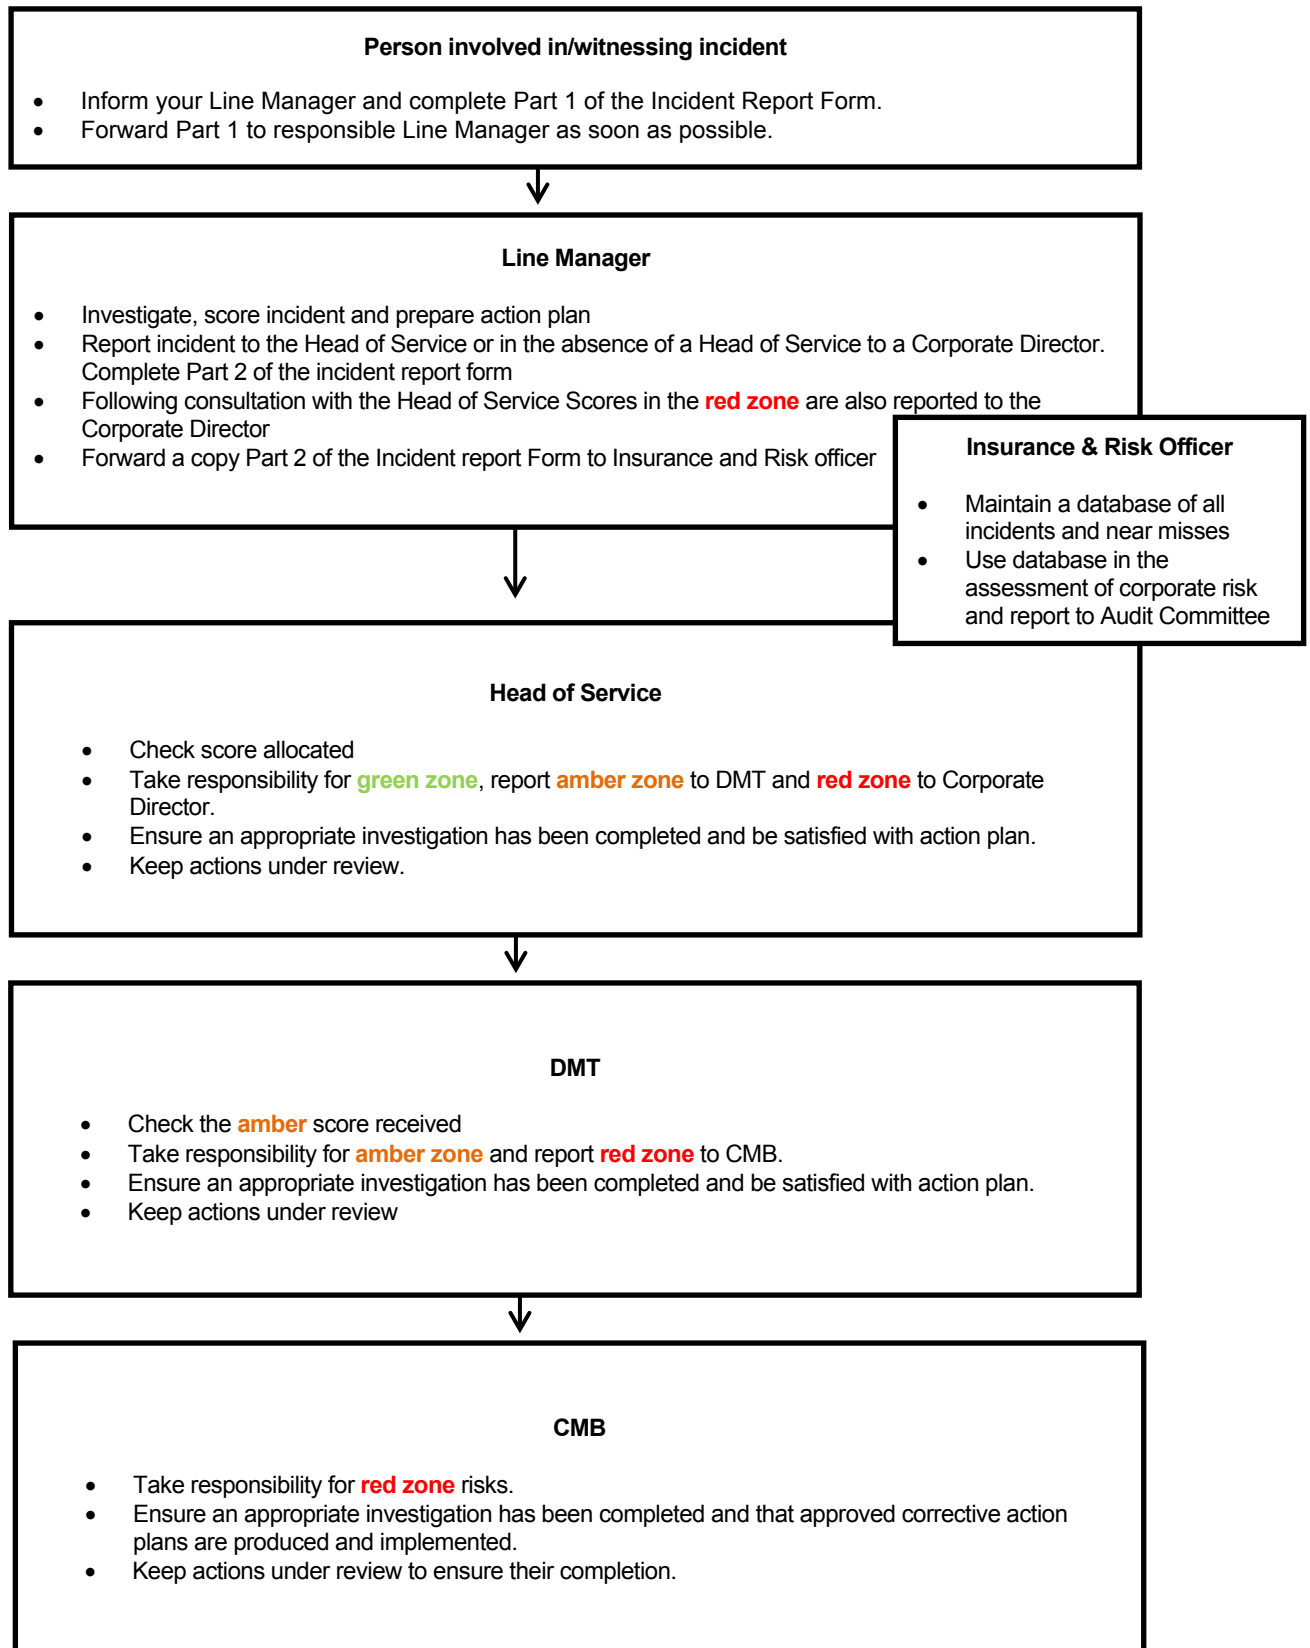 Person involved in/witnessing incident
• Inform your Line Manager and complete Part 1 of the Incident Report Form.
• Forward Part 1 to responsible Line Manager as soon as possible.
Line Manager
• Investigate, score incident and prepare action plan
• Report incident to the Head of Service or in the absence of a Head of Service to a Corporate Director.
Complete Part 2 of the incident report form
• Following consultation with the Head of Service Scores in the red zone are also reported to the
Corporate Director
• Forward a copy Part 2 of the Incident report Form to Insurance and Risk officer
Insurance & Risk Officer
• Maintain a database of all
incidents and near misses
• Use database in the
assessment of corporate risk
and report to Audit Committee
Head of Service
• Check score allocated
• Take responsibility for green zone, report amber zone to DMT and red zone to Corporate
Director.
• Ensure an appropriate investigation has been completed and be satisfied with action plan.
• Keep actions under review.
DMT
• Check the amber score received
• Take responsibility for amber zone and report red zone to CMB.
• Ensure an appropriate investigation has been completed and be satisfied with action plan.
• Keep actions under review
CMB
• Take responsibility for red zone risks.
• Ensure an appropriate investigation has been completed and that approved corrective action
plans are produced and implemented.
• Keep actions under review to ensure their completion.